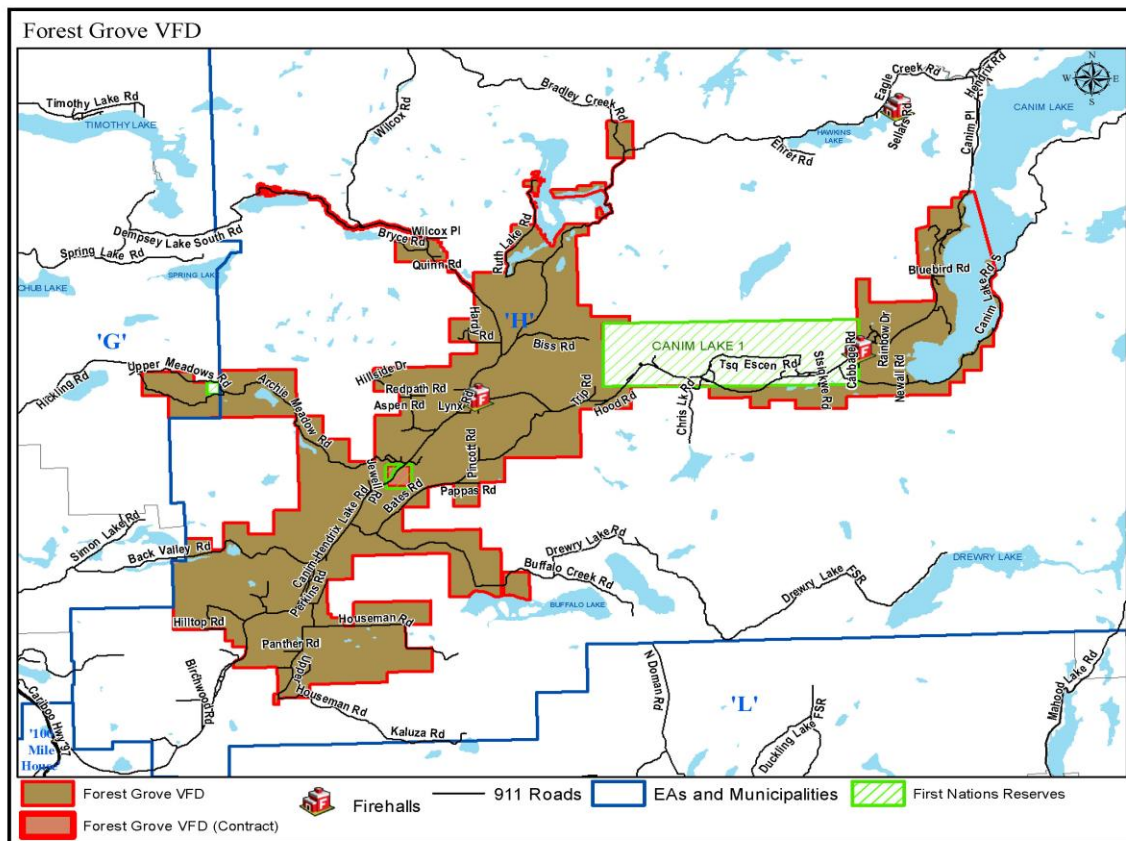 Forest Grove VFD
N
W
E
S
Timothy Lake Rd
TIMOTHY LAKE
Wilcox Rd
Bradley Creek Rd
Eagle Creek Rd
Hendrix Rd
CANIM LAKE
HAWKINS
LAKE
Sellars Rd
Canim Pl
Ehret Rd
Dempsey Lake South Rd
Spring Lake Rd
SPRING LAKE
CHUB LAKE
Wilcox Pl
Bryce Rd
Quinn Rd
Ruth Lake Rd
Bluebird Rd
Canim Lake Rd S
'G'
'H'
Hardy
Rd
Biss Rd
CANIM LAKE 1
Tsq Escen Rd
Cabbage Rd
Rainbow Dr
Newall Rd
Upper Meadows Rd
Hickling Rd
Archie Meadow Rd
Hillside Dr
Redpath Rd
Aspen Rd
Lynx
Rd
Trip Rd
Hood Rd
Chris Lk Rd
Jewell Rd
Bates Rd
Pincott Rd
Pappas Rd
Simon Lake Rd
Back Valley Rd
Canim-Hendrix Lake Rd
Perkins Rd
Drewry Lake Rd
Buffalo Creek Rd
BUFFALO LAKE
Drewry Lake
FSR
DREWRY LAKE
Hilltop Rd
Houseman Rd
Panther Rd
Birchwood Rd
Houseman Rd
Kaluza Rd
Cariboo Hwy 97
'100
Mile
House'
N Doman Rd
'L'
Duckling Lake
FSR
Mahood Lake Rd
Forest Grove VFD
Firehalls
911 Roads
EAs and Municipalities
First Nations Reserves
Forest Grove VFD (Contract)